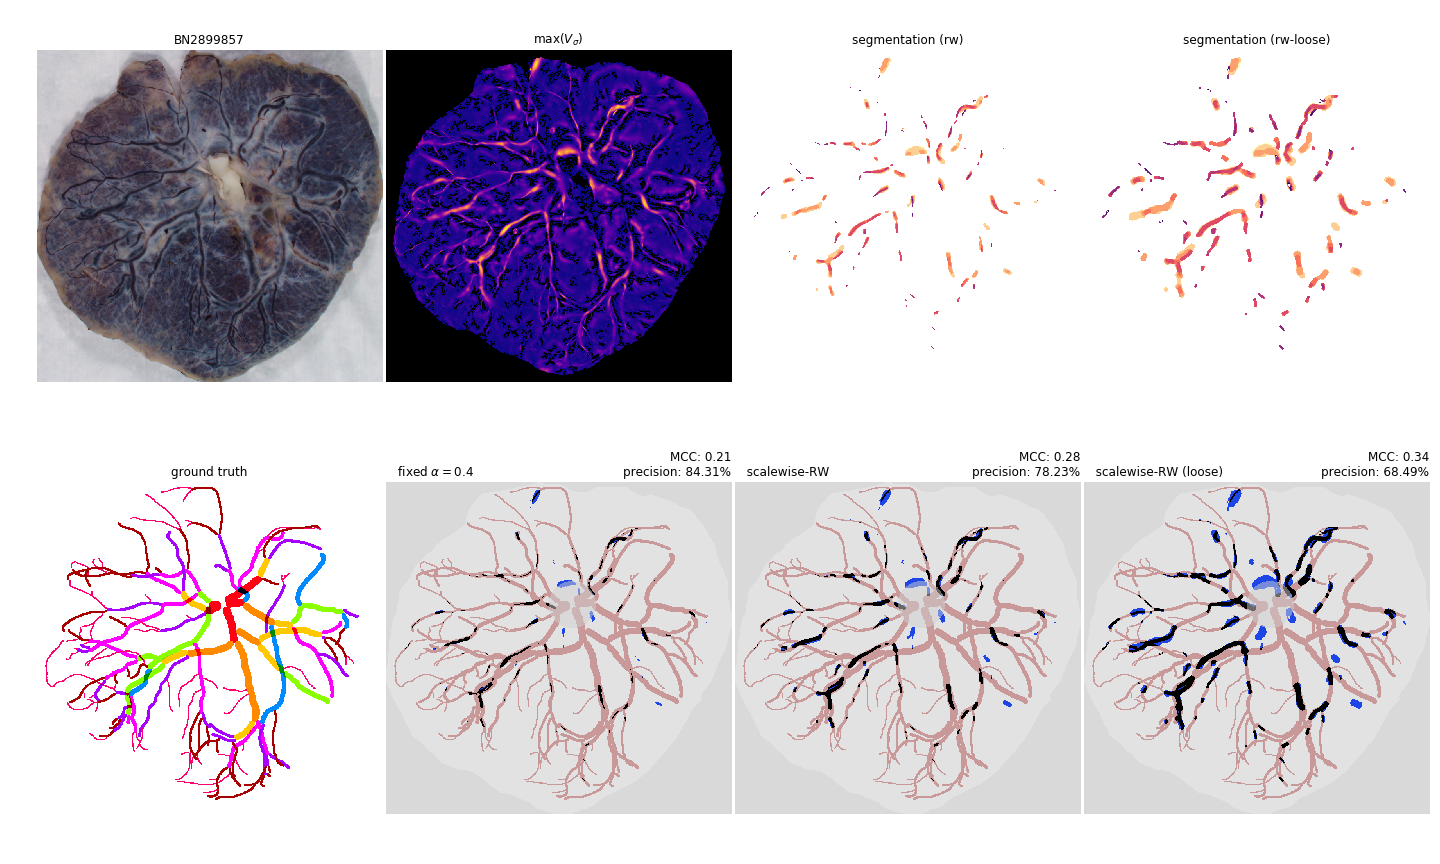 BN2899857
max(Vσ)
segmentation (rw)
segmentation (rw-loose)
ground truth
fixed α = 0.4
MCC: 0.21
precision: 84.31%
scalewise-RW
MCC: 0.28
precision: 78.23%
scalewise-RW (loose)
MCC: 0.34
precision: 68.49%